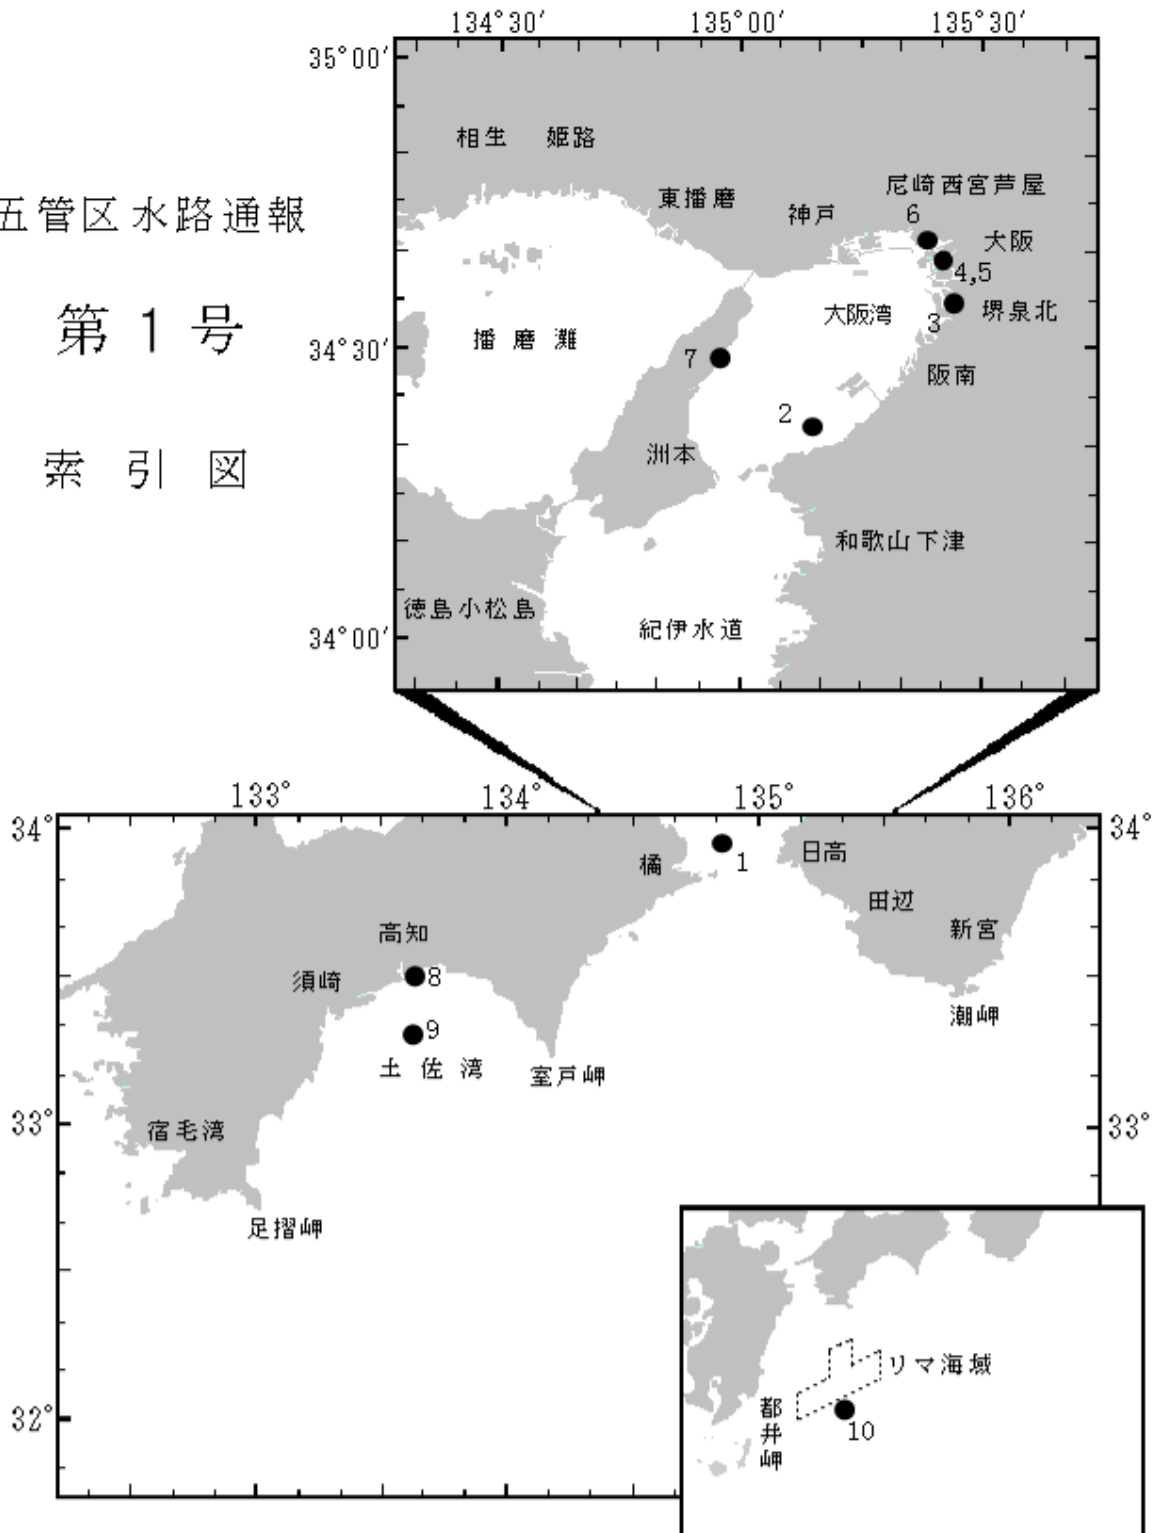 134°30′ 135°00′ 135°30′
35°00′
相生 姫路
尼崎西宮芦屋
東播磨
神戸
五管区水路通報
6
大阪
4,5
第1号
播磨灘
大阪湾
3
堺泉北
34°30′
7
阪南
2
索引図
洲本
和歌山下津
徳島小松島
紀伊水道
34°00′
133° 134° 135° 136°
34° 34°
橘
1
日高
田辺
高知
新宮
須崎
8
潮岬
9
土佐湾
室戸岬
33° 33°
宿毛湾
足摺岬
リマ海域
都井岬
32°
10